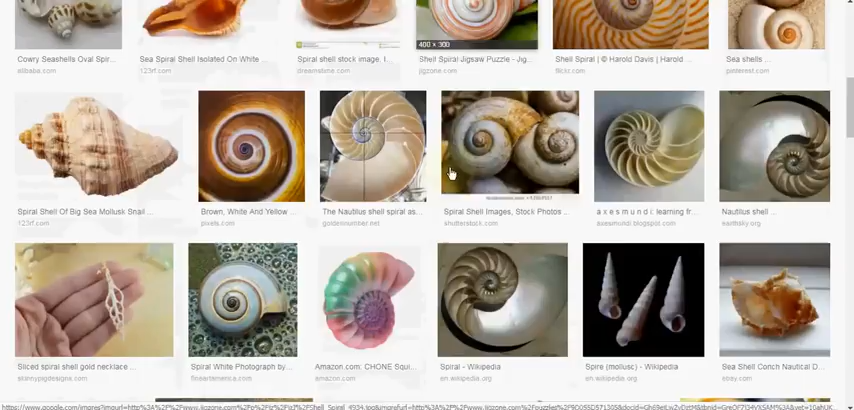 400 × 300
Cowry Seashells Oval Spir...
alibaba.com
Sea Spiral Shell Isolated On White ...
123rf.com
Spiral shell stock image. I...
dreamstime.com
Shell Spiral Jigsaw Puzzle - Jig...
jigzone.com
Shell Spiral | © Harold Davis | Harold ...
flickr.com
Sea shells ...
pinterest.com
Spiral Shell Of Big Sea Mollusk Snail ...
123rf.com
Brown, White And Yellow ...
pixels.com
The Nautilus shell spiral as...
goldennumber.net
Spiral Shell Images, Stock Photos ...
shutterstock.com
a x e s m u n d i: learning fr...
axesmundi.blogspot.com
Nautilus shell ...
earthsky.org
Sliced spiral shell gold necklace ...
skinnypigdesigns.com
Spiral White Photograph by ...
fineartamerica.com
Amazon.com: CHONE Squi...
amazon.com
Spiral - Wikipedia
en.wikipedia.org
Spire (mollusc) - Wikipedia
en.wikipedia.org
Sea Shell Conch Nautical D...
ebay.com